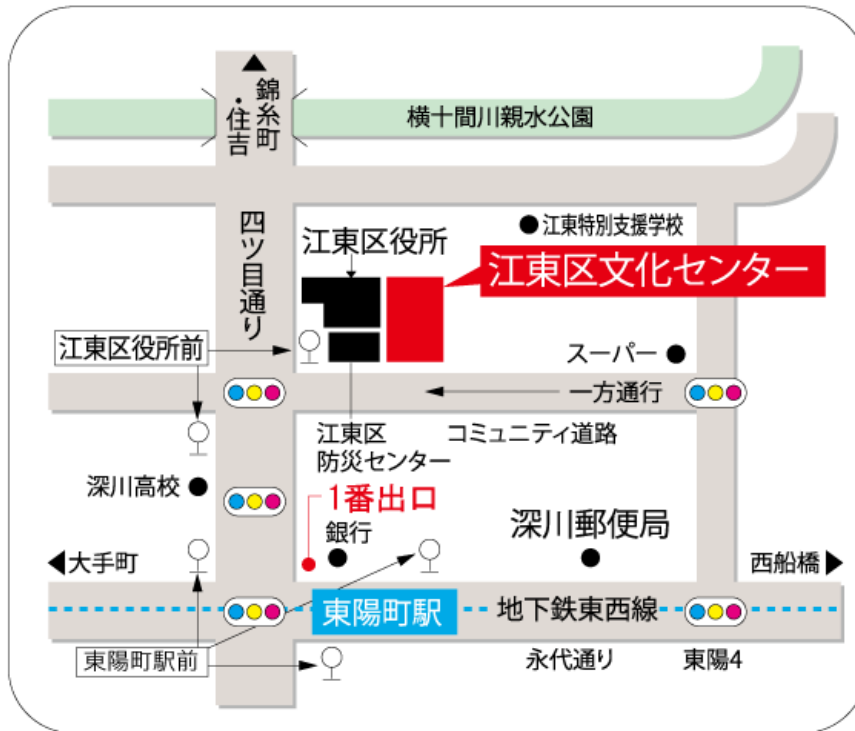 錦糸町
・住吉
横十間川親水公園
四ツ目通り
江東特別支援学校
江東区役所
江東区文化センター
江東区役所前
スーパー
一方通行
江東区
防災センター
コミュニティ道路
深川高校
1番出口
銀行
深川郵便局
大手町
西船橋
東陽町駅
地下鉄東西線
東陽町駅前
永代通り
東陽4